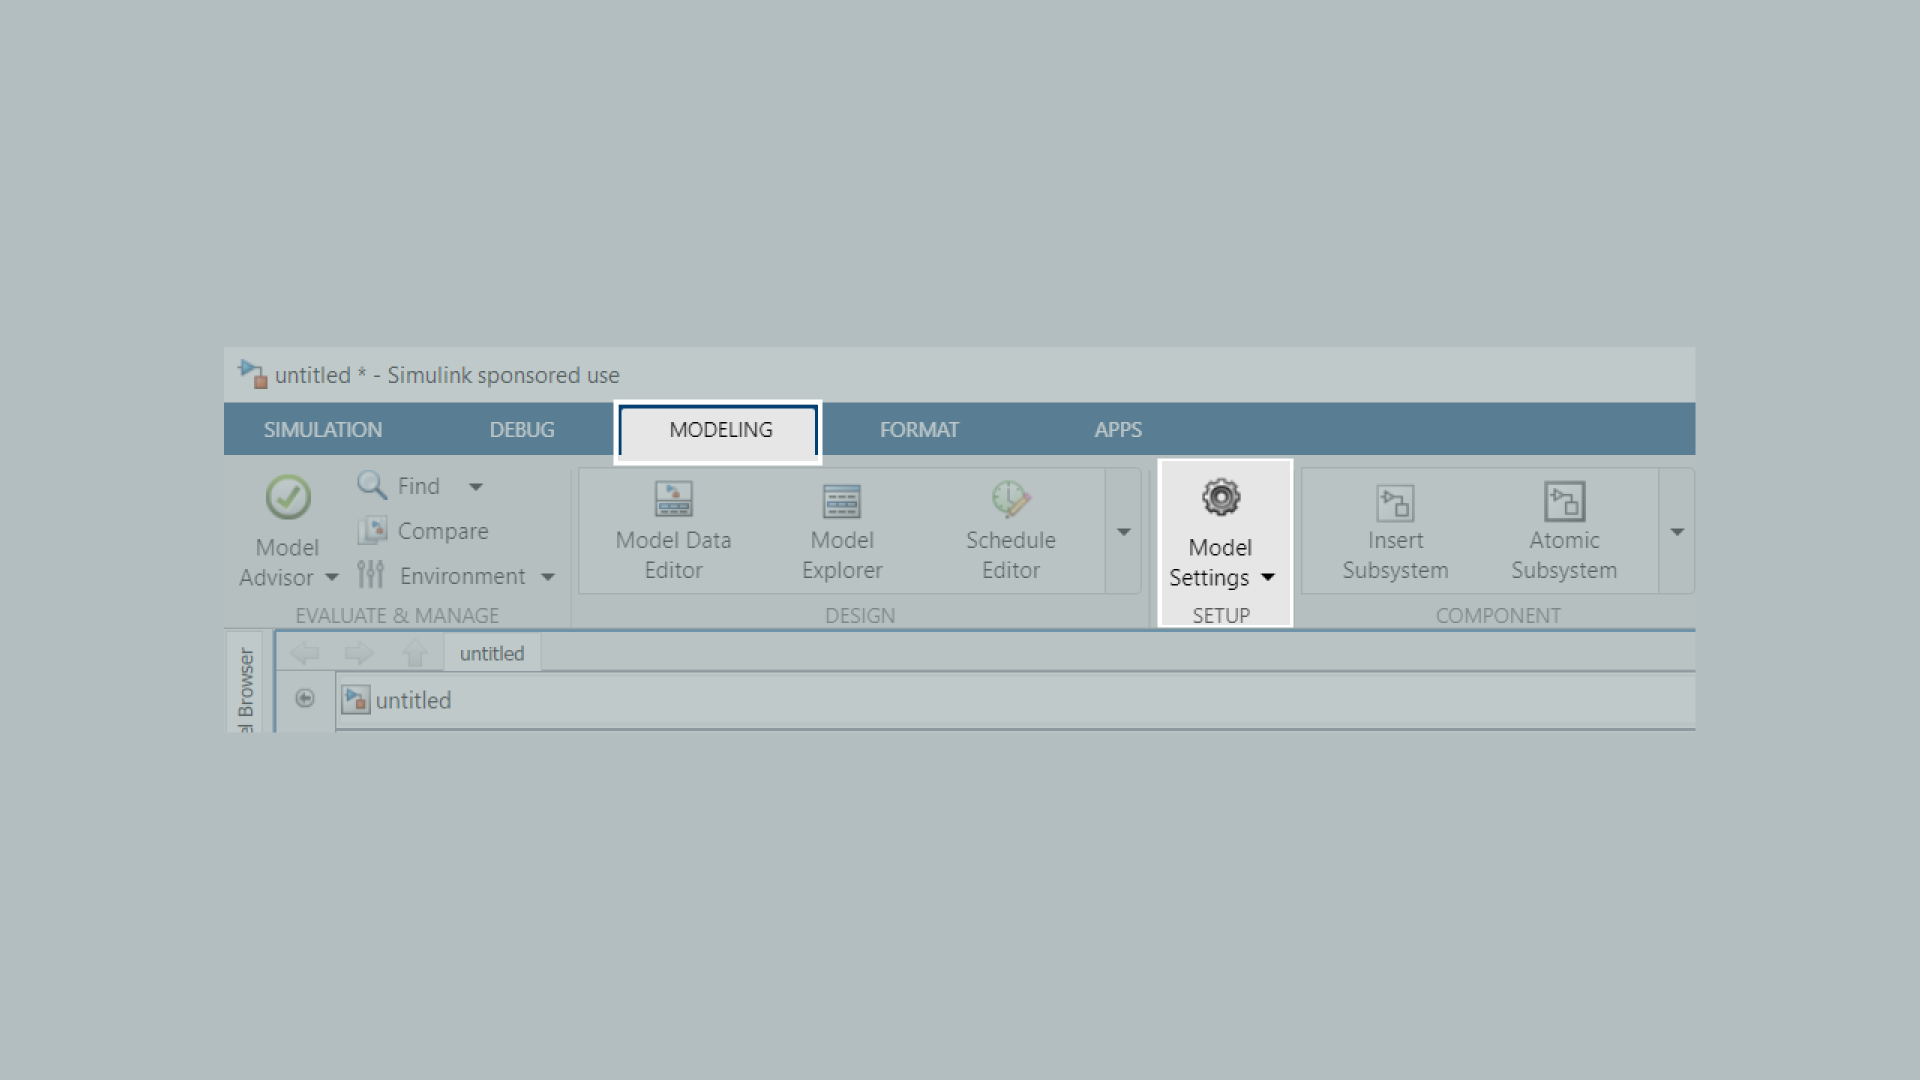 untitled * - Simulink sponsored use
SIMULATION DEBUG MODELING FORMAT APPS
Model
Advisor
Find
Compare
Environment
EVALUATE & MANAGE
Model Data
Editor
Model
Explorer
Schedule
Editor
DESIGN
Model
Settings
SETUP
Insert
Subsystem
Atomic
Subsystem
COMPONENT
untitled
untitled
Browser